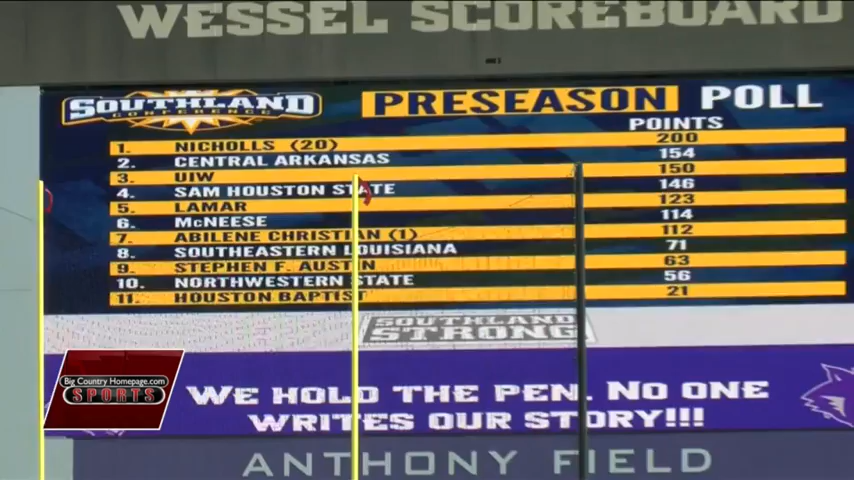 WESSEL SCOREBOARD
SOUTHLAND
CONFERENCE
PRESEASON POLL
POINTS
1. NICHOLLS (20) 200
2. CENTRAL ARKANSAS 154
3. UIW 150
4. SAM HOUSTON STATE 146
5. LAMAR 123
6. McNEESE 114
7. ABILENE CHRISTIAN (1) 112
8. SOUTHEASTERN LOUISIANA 71
9. STEPHEN F. AUSTIN 63
10. NORTHWESTERN STATE 56
11. HOUSTON BAPTIST 21
SOUTHLAND
STRONG
Big Country Homepage.com
SPORTS
WE HOLD THE PEN. NO ONE
WRITES OUR STORY!!!
ANTHONY FIELD